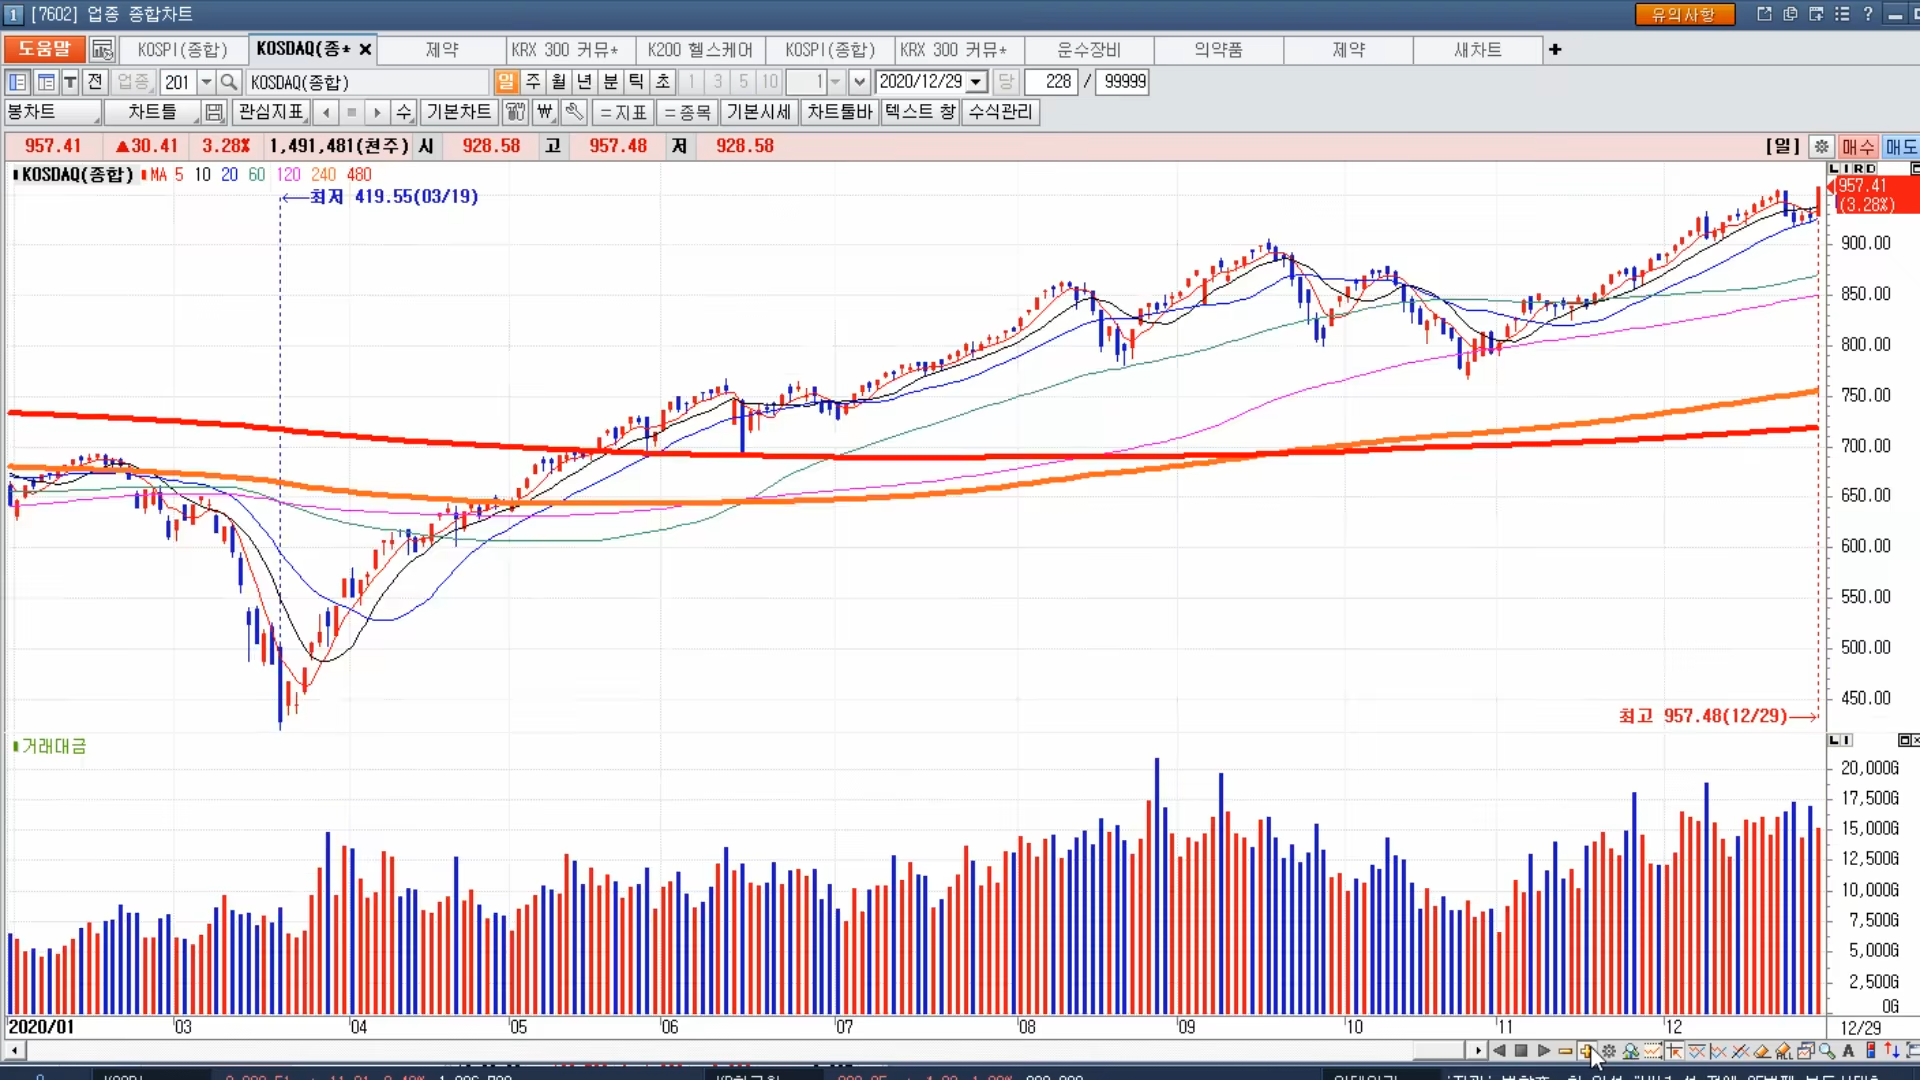 1 [7602] 업종 종합차트 유의사항 ?
도움말 KOSPI(종합) KOSDAQ(종* × 제약 KRX 300 커뮤* K200 헬스케어 KOSPI(종합) KRX 300 커뮤* 운수장비 의약품 제약 새차트 +
T 전 업종 201 KOSDAQ(종합) 일 주 월 년 분 틱 초 1 3 5 10 1 2020/12/29 당 228 / 99999
봉차트 차트틀 관심지표 수 기본차트 ₩ =지표 =종목 기본시세 차트툴바 텍스트 창 수식관리
957.41 ▲30.41 3.28% 1,491,481(천주) 시 928.58 고 957.48 저 928.58 [일] 매수 매도
KOSDAQ(종합) MA 5 10 20 60 120 240 480 L I R D
957.41
(3.28%)
최저 419.55(03/19)
900.00
850.00
800.00
750.00
700.00
650.00
600.00
550.00
500.00
450.00
최고 957.48(12/29)
거래대금 L I
20,000G
17,500G
15,000G
12,500G
10,000G
7,500G
5,000G
2,500G
0G
2020/01 03 04 05 06 07 08 09 10 11 12 12/29
A